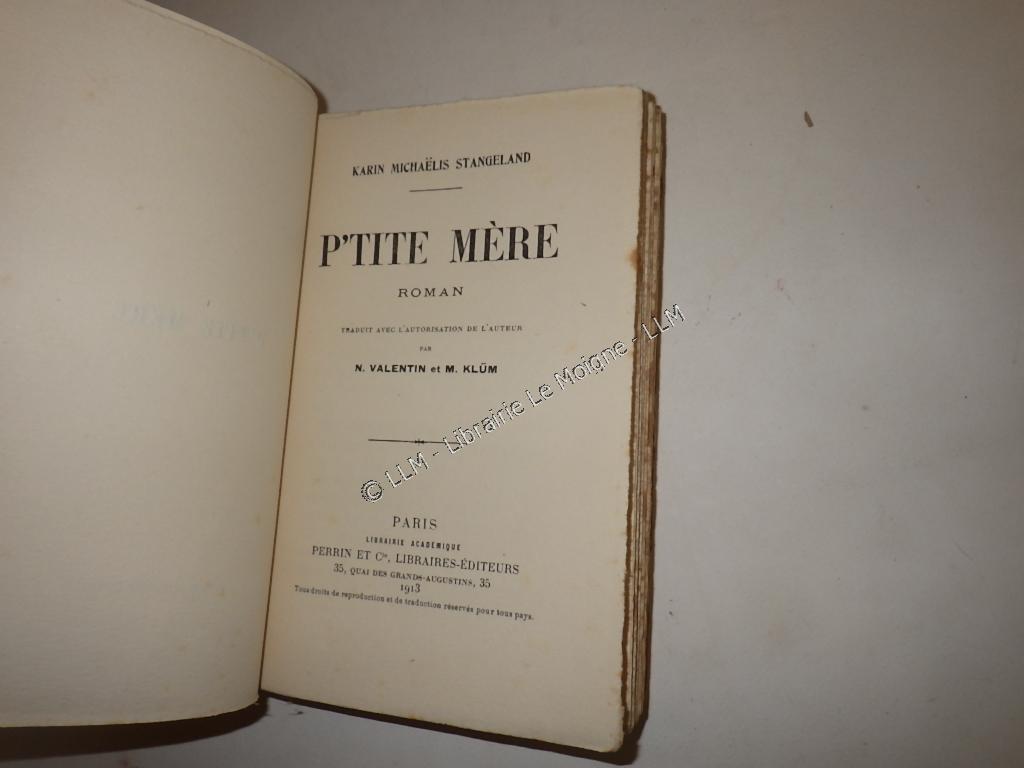 KARIN MICHAËLIS STANGELAND
P'TITE MÈRE
ROMAN
TRADUIT AVEC L'AUTORISATION DE L'AUTEUR
PAR
N. VALENTIN et M. KLÜM
© LLM - Librairie Le Moigne - LLM
PARIS
LIBRAIRIE ACADÉMIQUE
PERRIN ET Cie, LIBRAIRES-ÉDITEURS
35, QUAI DES GRANDS-AUGUSTINS, 35
1913
Tous droits de reproduction et de traduction réservés pour tous pays.